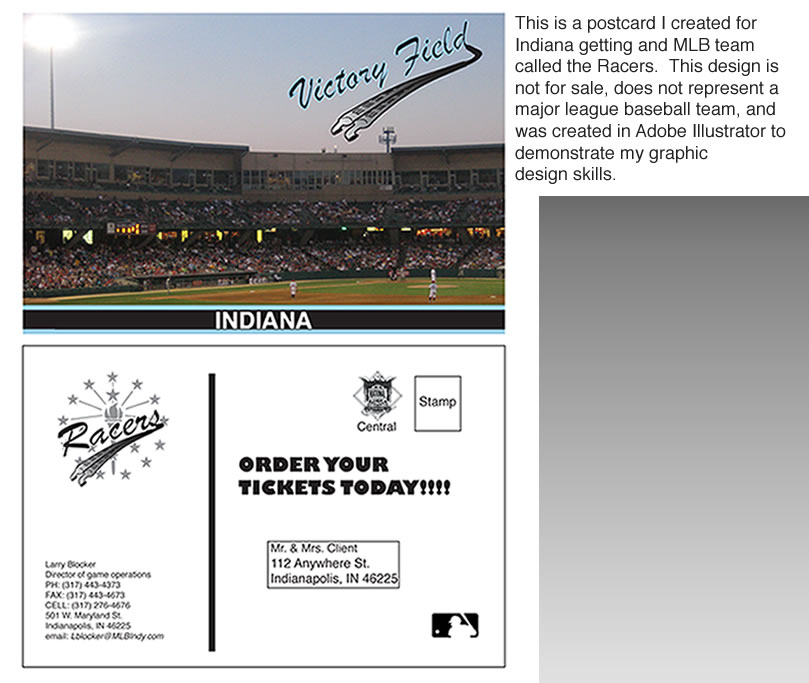 This is a postcard I created for
Indiana getting and MLB team
called the Racers.  This design is
not for sale, does not represent a
major league baseball team, and
was created in Adobe Illustrator to
demonstrate my graphic
design skills.
Victory Field
INDIANA
Racers
Central
Stamp
ORDER YOUR
TICKETS TODAY!!!!
Mr. & Mrs. Client
112 Anywhere St.
Indianapolis, IN 46225
Larry Blocker
Director of game operations
PH: (317) 443-4373
FAX: (317) 443-4673
CELL: (317) 276-4676
501 W. Maryland St.
Indianapolis, IN 46225
email: Lblocker@MLBIndy.com